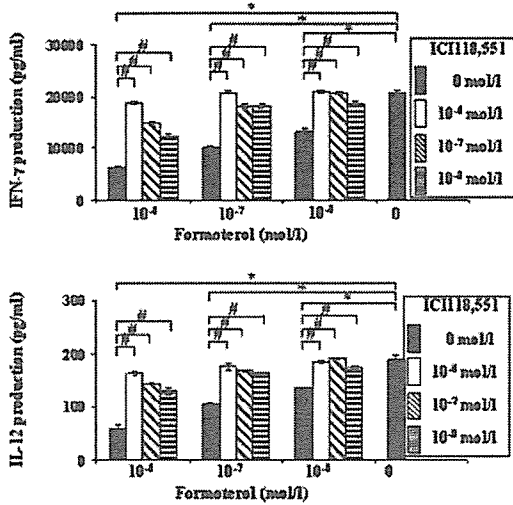 IFN-γ production (pg/ml)
30000
20000
10000
0
* * *
# # # # # # # # #
ICI118,551
0 mol/l
10⁻⁶ mol/l
10⁻⁷ mol/l
10⁻⁸ mol/l
10⁻⁶ 10⁻⁷ 10⁻⁸ 0
Formoterol (mol/l)
IL-12 production (pg/ml)
300
200
100
0
* * *
# # # # # # # # #
ICI118,551
0 mol/l
10⁻⁶ mol/l
10⁻⁷ mol/l
10⁻⁸ mol/l
10⁻⁶ 10⁻⁷ 10⁻⁸ 0
Formoterol (mol/l)